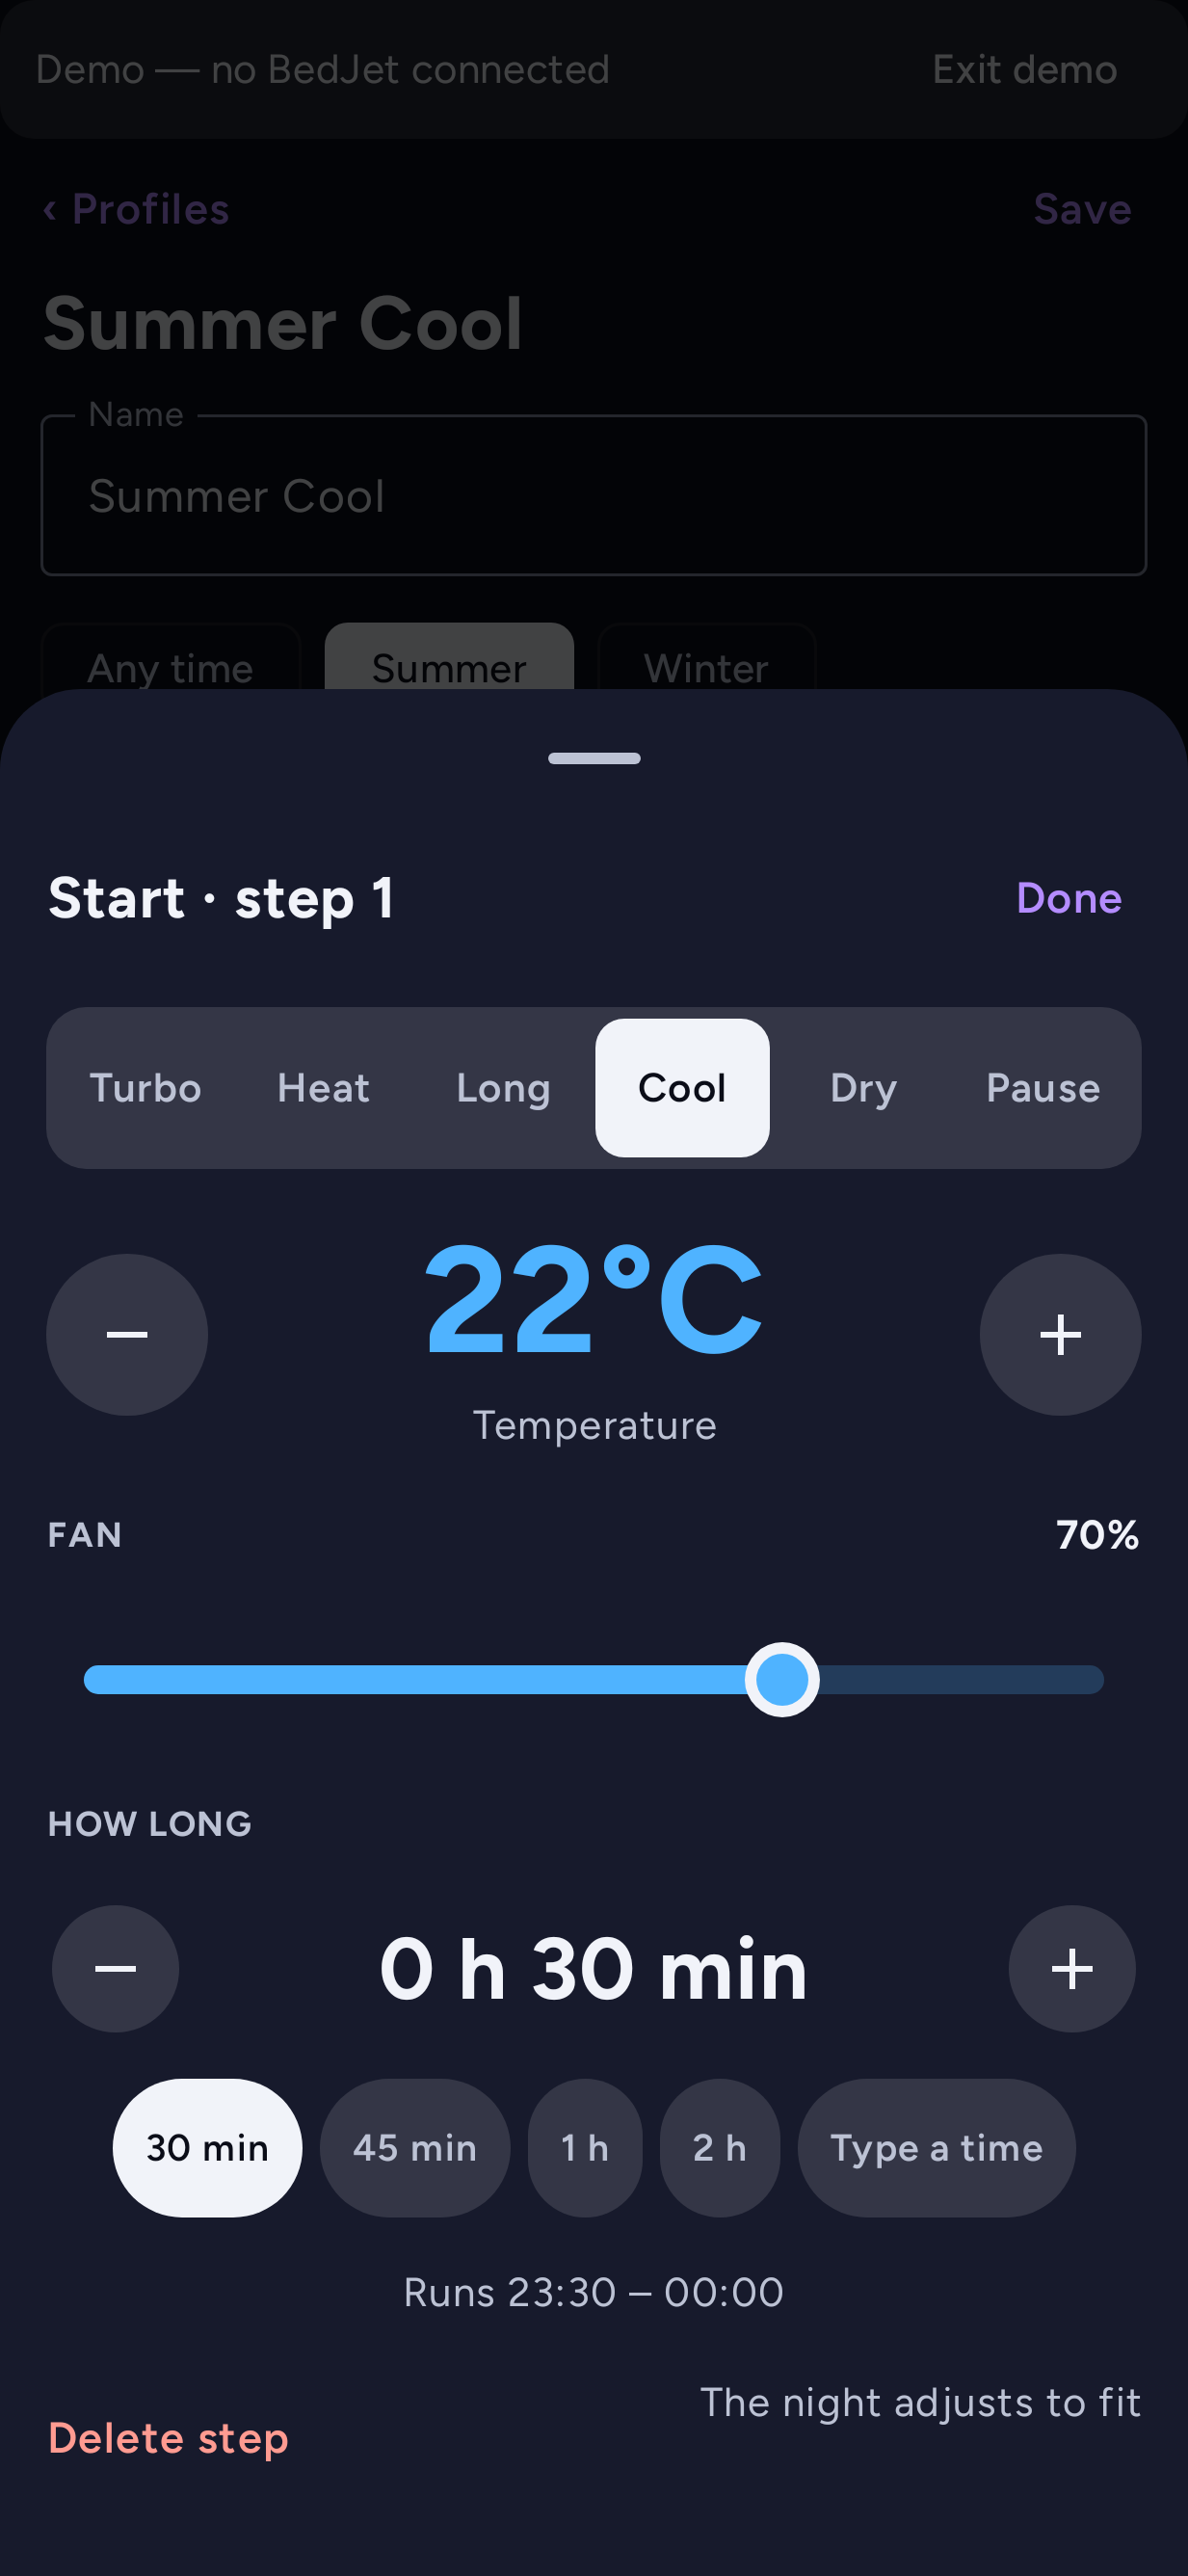 Demo — no BedJet connected
Exit demo
‹ Profiles
Save
Summer Cool
Name
Summer Cool
Any time
Summer
Winter
Start · step 1
Done
Turbo
Heat
Long
Cool
Dry
Pause
22°C
Temperature
FAN
70%
HOW LONG
0 h 30 min
30 min
45 min
1 h
2 h
Type a time
Runs 23:30 – 00:00
The night adjusts to fit
Delete step